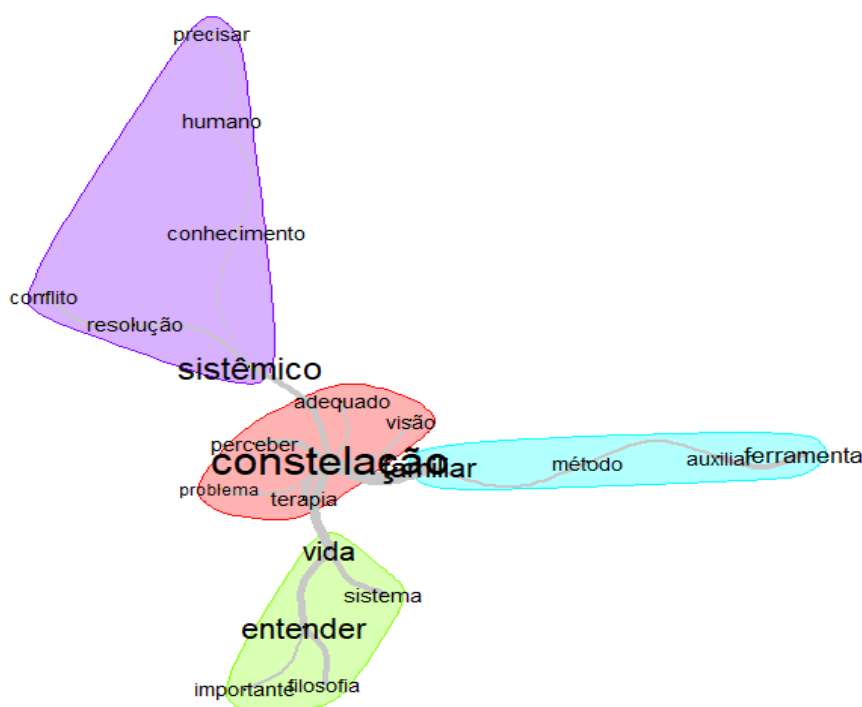 precisar
humano
conhecimento
conflito
resolução
sistêmico
adequado
visão
perceber
constelação
familiar
método
auxiliar
ferramenta
problema
terapia
vida
sistema
entender
importante
filosofia